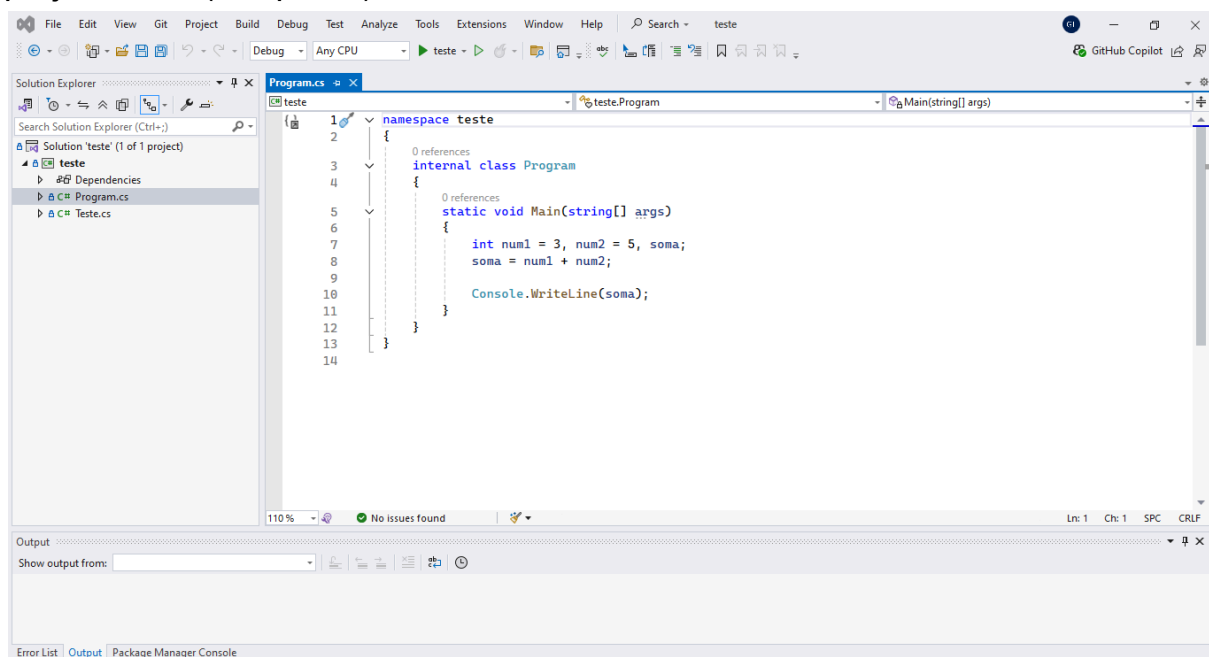 File Edit View Git Project Build Debug Test Analyze Tools Extensions Window Help Search teste GI
Debug Any CPU teste GitHub Copilot
Solution Explorer
Search Solution Explorer (Ctrl+;)
Solution 'teste' (1 of 1 project)
C# teste
Dependencies
C# Program.cs
C# Teste.cs
Program.cs
C# teste teste.Program Main(string[] args)
1 namespace teste
2 {
0 references
3 internal class Program
4 {
0 references
5 static void Main(string[] args)
6 {
7 int num1 = 3, num2 = 5, soma;
8 soma = num1 + num2;
9
10 Console.WriteLine(soma);
11 }
12 }
13 }
14
110 % No issues found Ln: 1 Ch: 1 SPC CRLF
Output
Show output from:
Error List Output Package Manager Console